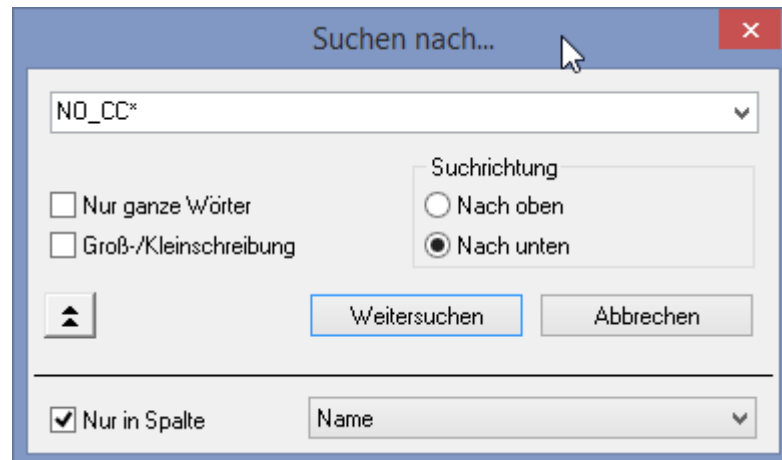 Suchen nach...
NO_CC*
Suchrichtung
Nur ganze Wörter
Nach oben
Groß-/Kleinschreibung
Nach unten
Weitersuchen
Abbrechen
Nur in Spalte
Name